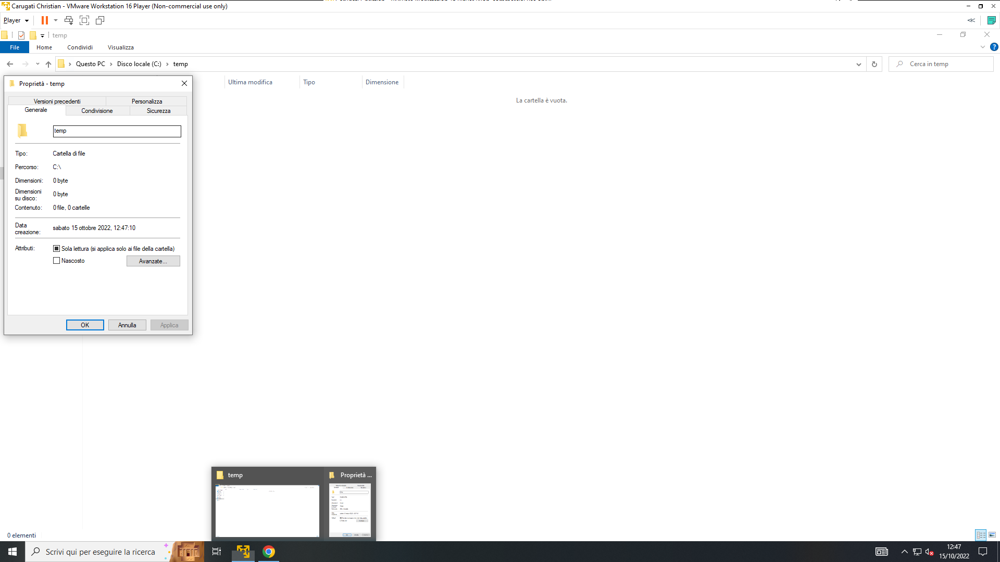 Carugati Christian - VMware Workstation 16 Player (Non-commercial use only)
Player
temp
File Home Condividi Visualizza
Questo PC > Disco locale (C:) > temp
Cerca in temp
Proprietà - temp
Ultima modifica Tipo Dimensione
La cartella è vuota.
Versioni precedenti Personalizza
Generale Condivisione Sicurezza
temp
Tipo: Cartella di file
Percorso: C:\
Dimensioni: 0 byte
Dimensioni su disco: 0 byte
Contenuto: 0 file, 0 cartelle
Data creazione: sabato 15 ottobre 2022, 12:47:10
Attributi: Sola lettura (si applica solo ai file della cartella)
Nascosto Avanzate...
OK Annulla Applica
temp Proprietà ...
0 elementi
Scrivi qui per eseguire la ricerca
12:47
15/10/2022